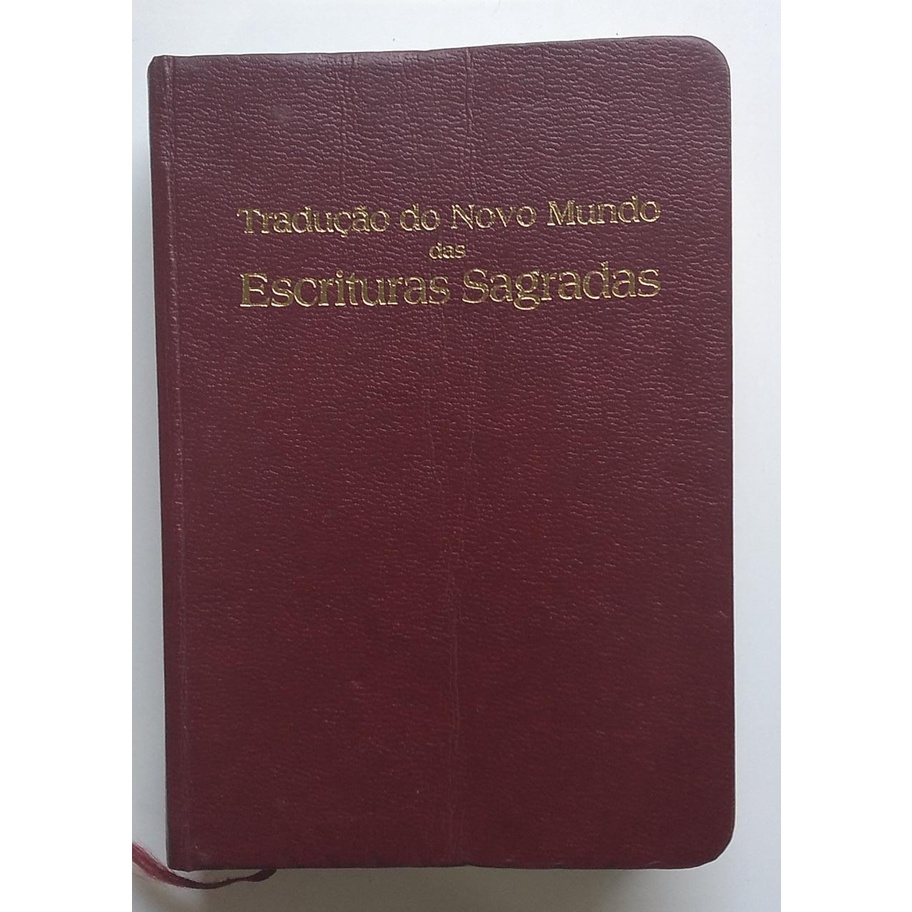 Tradução do Novo Mundo
das
Escrituras Sagradas